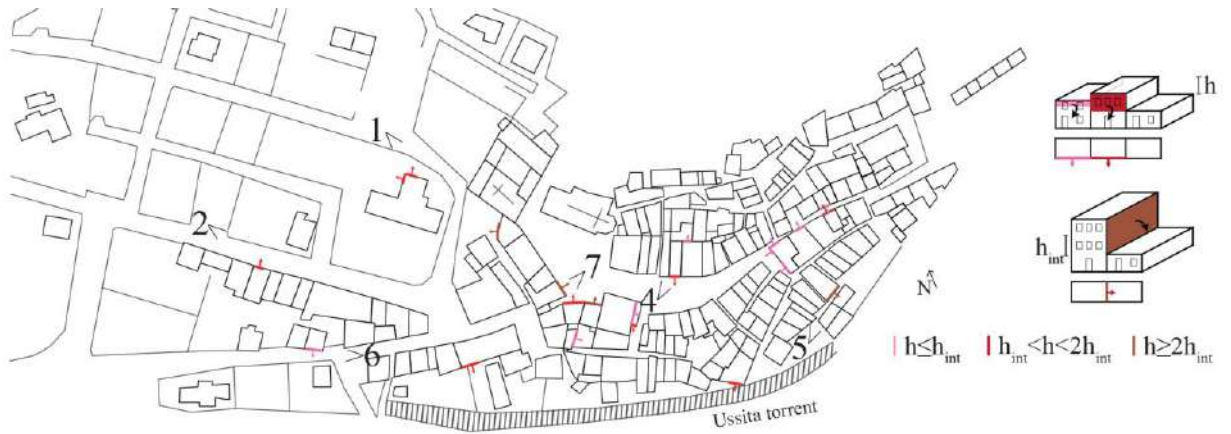 1
2
7
4
6
5
N
Ussita torrent
h
h_int
h≤h_int
h_int<h<2h_int
h≥2h_int